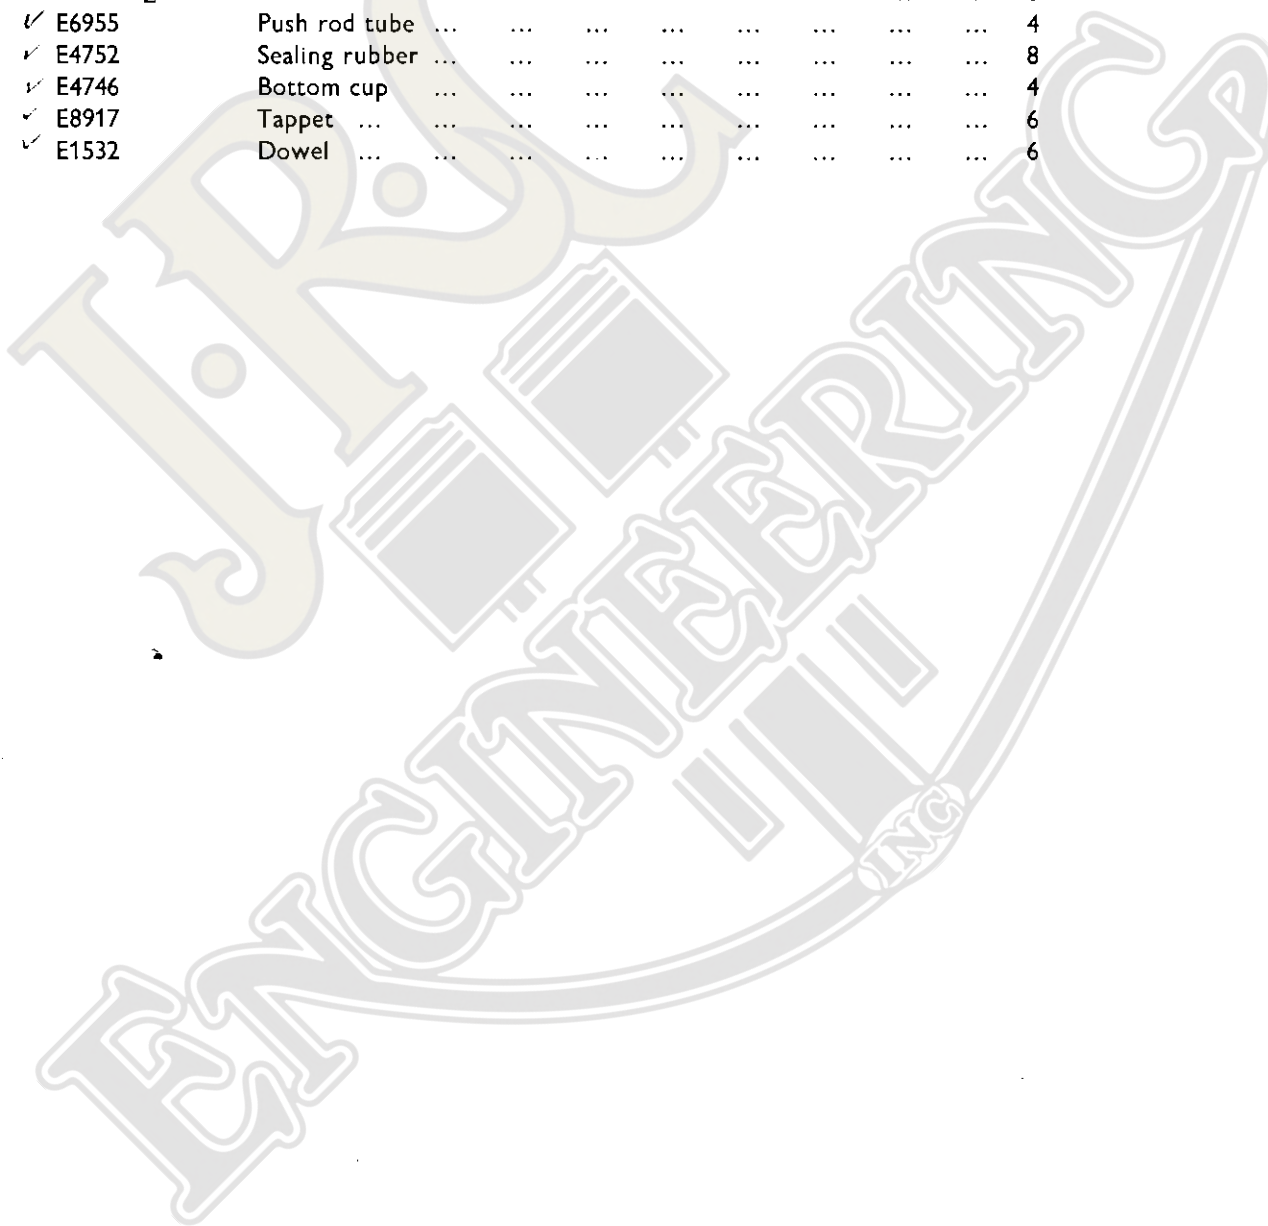 ✓ E6955 Push rod tube ... ... ... ... ... ... ... ... 4
✓ E4752 Sealing rubber ... ... ... ... ... ... ... ... 8
✓ E4746 Bottom cup ... ... ... ... ... ... ... ... 4
✓ E8917 Tappet ... ... ... ... ... ... ... ... ... 6
✓ E1532 Dowel ... ... ... ... ... ... ... ... ... 6
JRC
ENGINEERING
INC